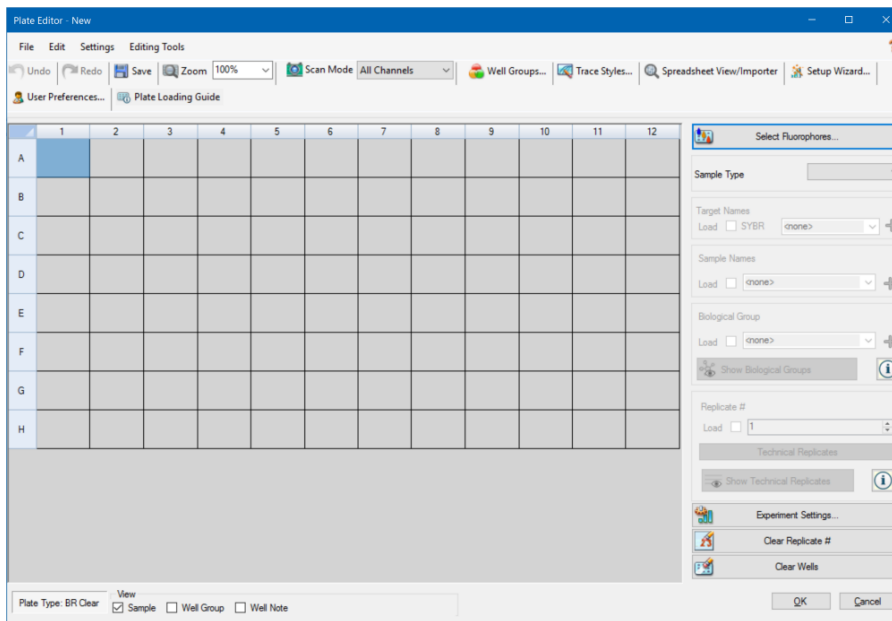 Plate Editor - New
File Edit Settings Editing Tools
Undo Redo Save Zoom 100% Scan Mode All Channels Well Groups... Trace Styles... Spreadsheet View/Importer Setup Wizard...
User Preferences... Plate Loading Guide
1 2 3 4 5 6 7 8 9 10 11 12
Select Fluorophores...
A
Sample Type
B
Target Names
Load SYBR <none>
C
Sample Names
D
Load <none>
E
Biological Group
Load <none>
F
Show Biological Groups
G
Replicate #
Load 1
H
Technical Replicates
Show Technical Replicates
Experiment Settings...
Clear Replicate #
Clear Wells
View
Plate Type: BR Clear Sample Well Group Well Note OK Cancel